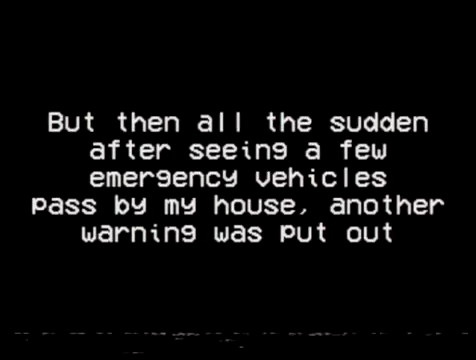 But then all the sudden
after seeing a few
emergency vehicles
pass by my house, another
warning was put out